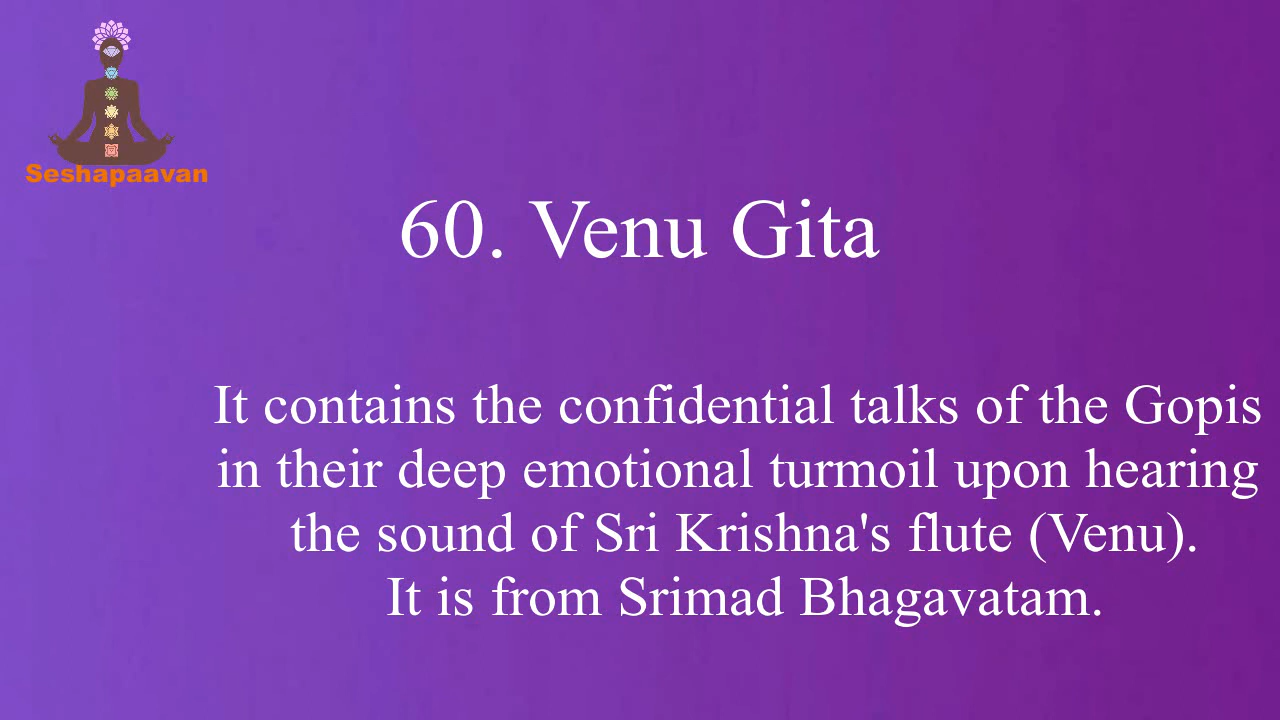 Seshapaavan
60. Venu Gita
It contains the confidential talks of the Gopis
in their deep emotional turmoil upon hearing
the sound of Sri Krishna's flute (Venu).
It is from Srimad Bhagavatam.